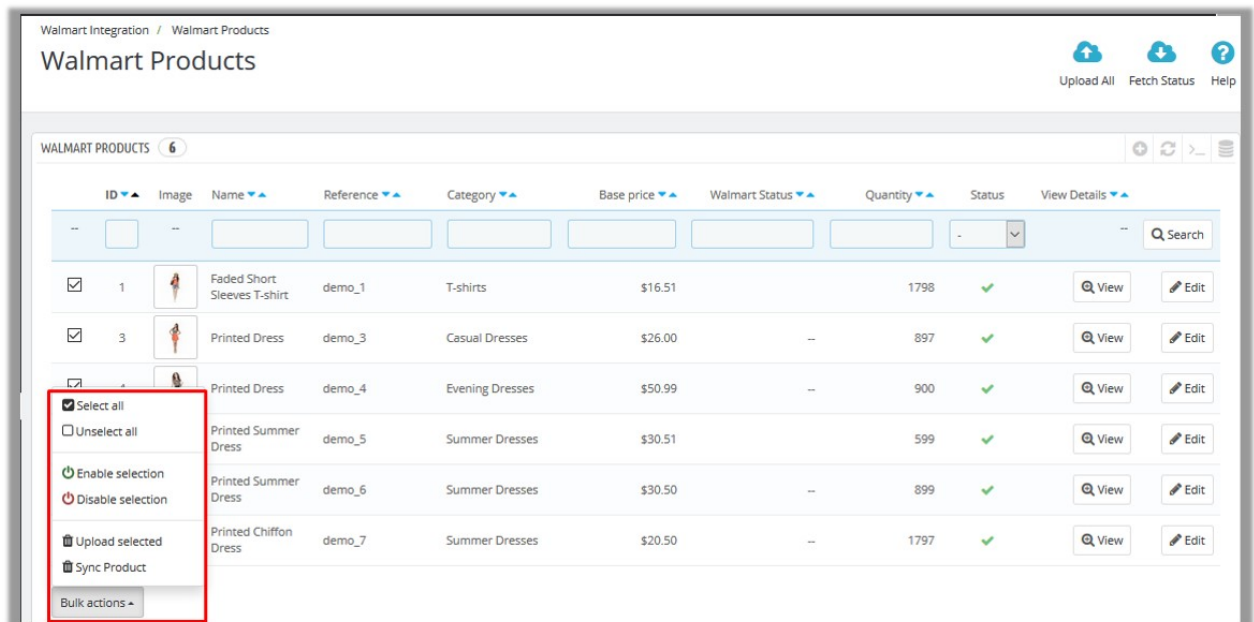 Walmart Integration / Walmart Products
Walmart Products
Upload All Fetch Status Help
WALMART PRODUCTS 6
ID Image Name Reference Category Base price Walmart Status Quantity Status View Details
-- -- - -- Search
1 Faded Short Sleeves T-shirt demo_1 T-shirts $16.51 1798 View Edit
3 Printed Dress demo_3 Casual Dresses $26.00 -- 897 View Edit
Printed Dress demo_4 Evening Dresses $50.99 -- 900 View Edit
Select all
Unselect all
Printed Summer Dress demo_5 Summer Dresses $30.51 599 View Edit
Enable selection
Disable selection
Printed Summer Dress demo_6 Summer Dresses $30.50 -- 899 View Edit
Upload selected
Sync Product
Printed Chiffon Dress demo_7 Summer Dresses $20.50 -- 1797 View Edit
Bulk actions